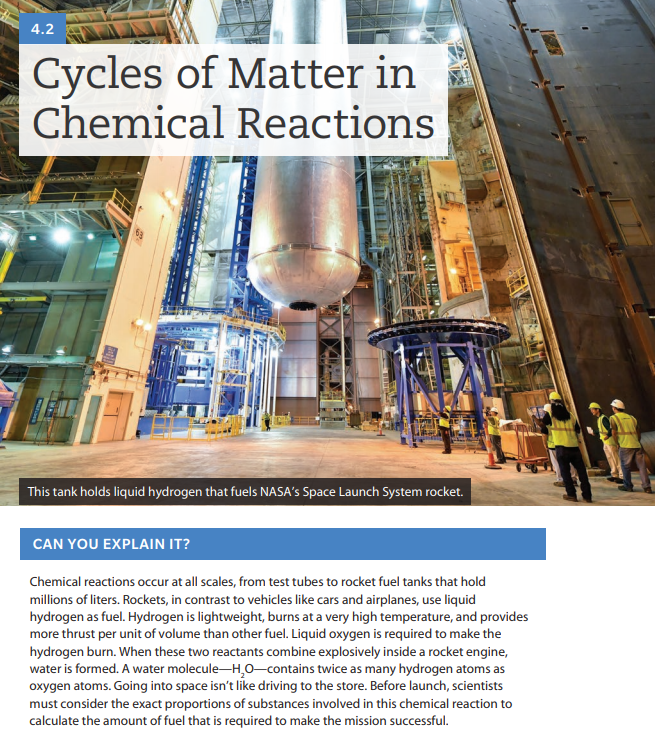 4.2
Cycles of Matter in
Chemical Reactions
63
This tank holds liquid hydrogen that fuels NASA's Space Launch System rocket.
CAN YOU EXPLAIN IT?
Chemical reactions occur at all scales, from test tubes to rocket fuel tanks that hold
millions of liters. Rockets, in contrast to vehicles like cars and airplanes, use liquid
hydrogen as fuel. Hydrogen is lightweight, burns at a very high temperature, and provides
more thrust per unit of volume than other fuel. Liquid oxygen is required to make the
hydrogen burn. When these two reactants combine explosively inside a rocket engine,
water is formed. A water molecule—H₂O—contains twice as many hydrogen atoms as
oxygen atoms. Going into space isn't like driving to the store. Before launch, scientists
must consider the exact proportions of substances involved in this chemical reaction to
calculate the amount of fuel that is required to make the mission successful.